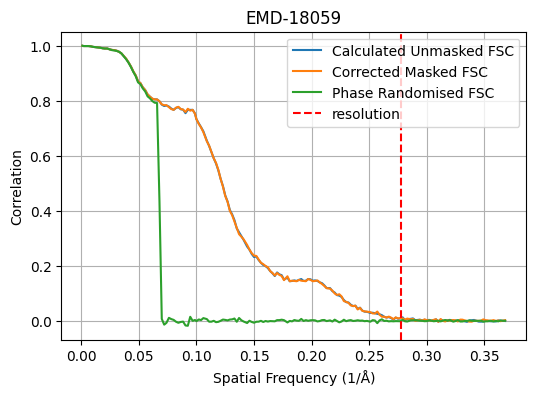 EMD-18059
Calculated Unmasked FSC
Corrected Masked FSC
Phase Randomised FSC
resolution
1.0
0.8
0.6
0.4
0.2
0.0
Correlation
0.00 0.05 0.10 0.15 0.20 0.25 0.30 0.35
Spatial Frequency (1/Å)